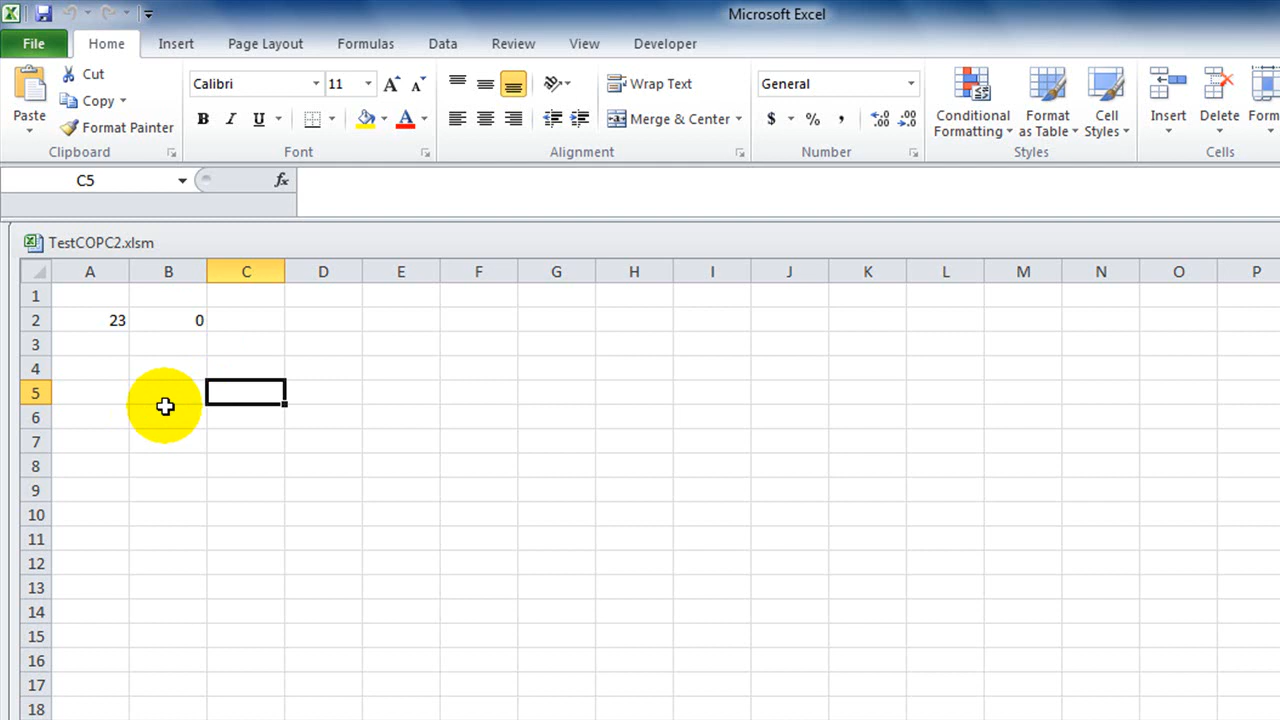 Microsoft Excel
File Home Insert Page Layout Formulas Data Review View Developer
Paste
Cut
Copy
Format Painter
Clipboard
Calibri 11
B I U
Font
Wrap Text
Merge & Center
Alignment
General
$ % ,
Number
Conditional
Formatting
Format
as Table
Cell
Styles
Styles
Insert
Delete
Form
Cells
C5 fx
TestCOPC2.xlsm
A B C D E F G H I J K L M N O P
1
2 23 0
3
4
5
6
7
8
9
10
11
12
13
14
15
16
17
18